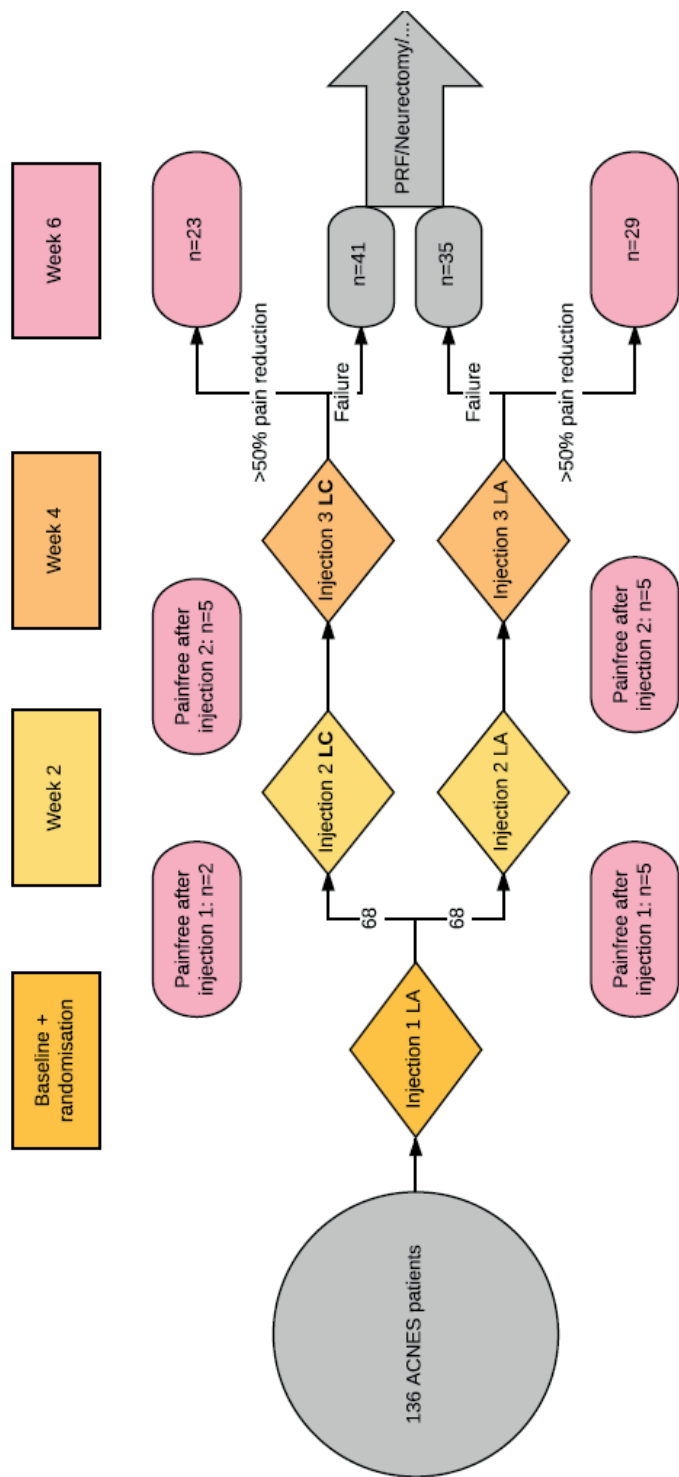 Baseline +
randomisation
Week 2
Week 4
Week 6
Painfree after
injection 1: n=2
Painfree after
injection 2: n=5
n=23
>50% pain reduction
68
Injection 2 LC
Injection 3 LC
Failure
n=41
136 ACNES patients
Injection 1 LA
PRF/Neurectomy/...
68
Injection 2 LA
Injection 3 LA
Failure
n=35
>50% pain reduction
Painfree after
injection 1: n=5
Painfree after
injection 2: n=5
n=29